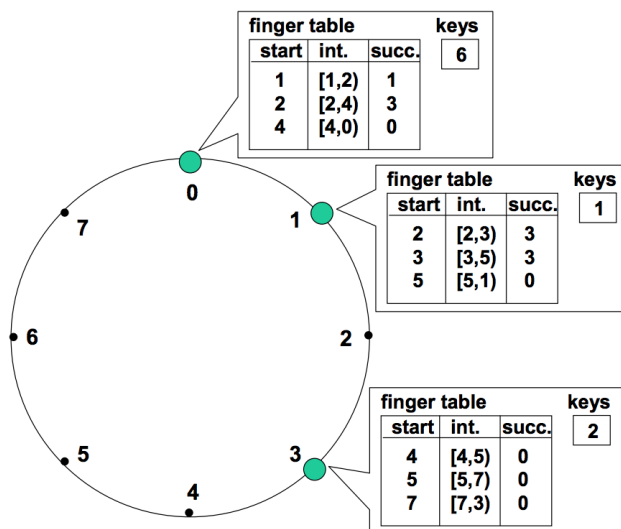 finger table keys
start int. succ. 6
1 [1,2) 1
2 [2,4) 3
4 [4,0) 0
0
finger table keys
start int. succ. 1
2 [2,3) 3
3 [3,5) 3
5 [5,1) 0
1
7
6
2
finger table keys
start int. succ. 2
4 [4,5) 0
5 [5,7) 0
7 [7,3) 0
5
3
4